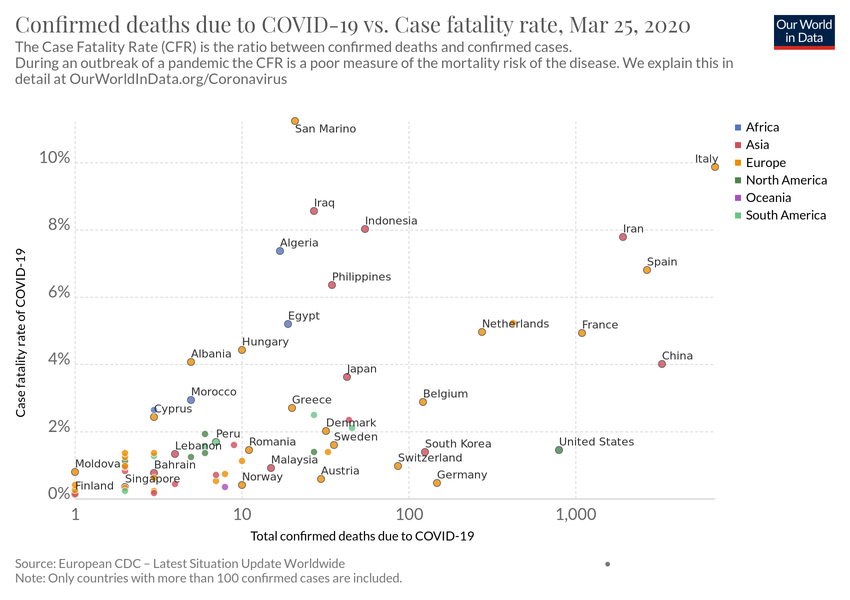 Confirmed deaths due to COVID-19 vs. Case fatality rate, Mar 25, 2020
Our World
in Data
The Case Fatality Rate (CFR) is the ratio between confirmed deaths and confirmed cases.
During an outbreak of a pandemic the CFR is a poor measure of the mortality risk of the disease. We explain this in
detail at OurWorldInData.org/Coronavirus
Africa
Asia
Europe
North America
Oceania
South America
Case fatality rate of COVID-19
10%
8%
6%
4%
2%
0%
San Marino
Italy
Iraq
Indonesia
Iran
Algeria
Spain
Philippines
Egypt
Netherlands
France
Hungary
Albania
China
Japan
Morocco
Belgium
Greece
Cyprus
Denmark
Peru
Sweden
Lebanon
Romania
South Korea
United States
Moldova
Bahrain
Malaysia
Switzerland
Finland
Singapore
Norway
Austria
Germany
1
10
100
1,000
Total confirmed deaths due to COVID-19
Source: European CDC – Latest Situation Update Worldwide
Note: Only countries with more than 100 confirmed cases are included.